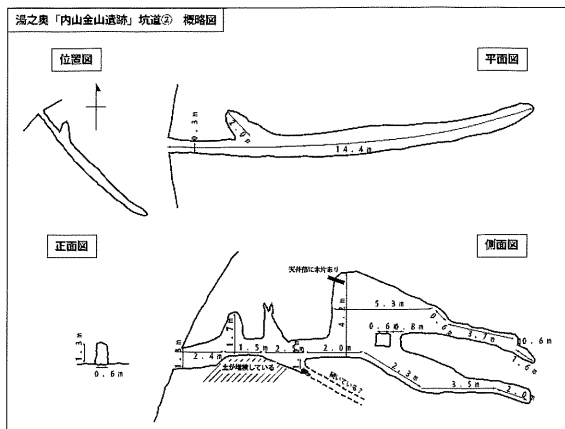 湯之奥「内山金山遺跡」坑道② 概略図
位置図
平面図
0.3m
2.0m
14.4m
正面図
側面図
1.3m
0.6m
天井部に木片あり
1.3m
2.4m
1.7m
1.5m
2.0m
4.2m
5.3m
0.6m
0.8m
3.7m
0.6m
1.6m
2.3m
3.5m
2.0m
土が堆積している
続いている？